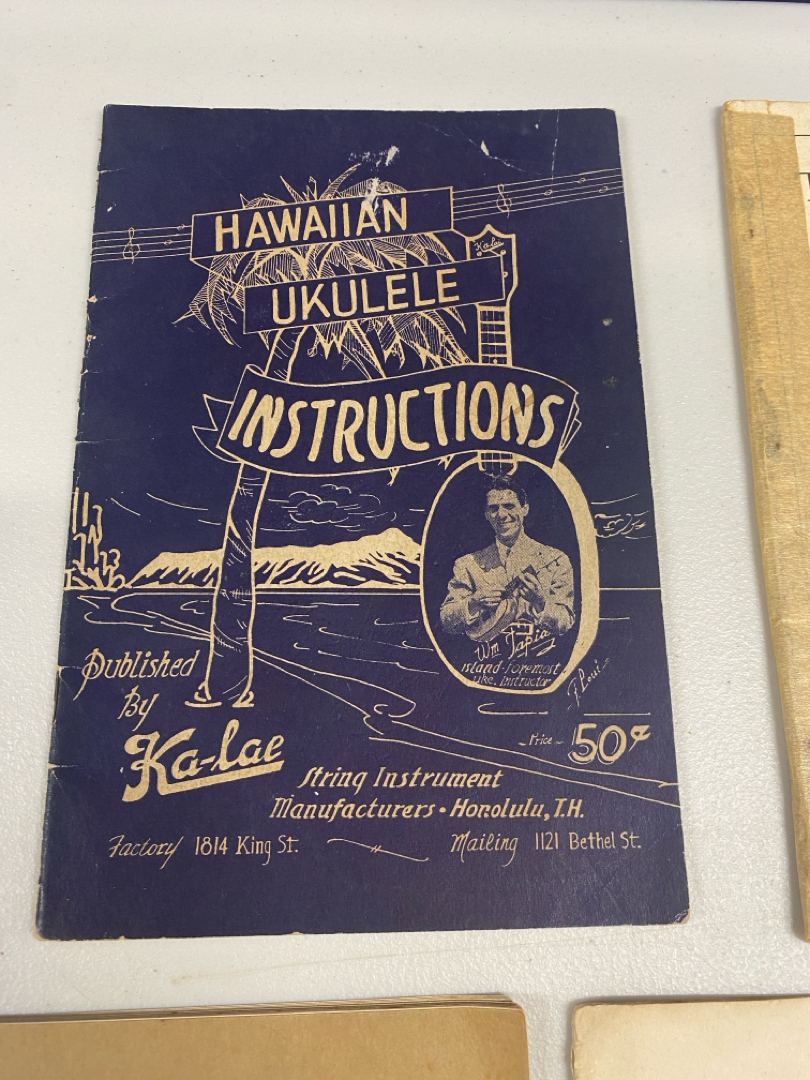 HAWAIIAN
Ka-lae
UKULELE
INSTRUCTIONS
Wm Tapia
Island-Foremost
Uke. Instructor
F. Loui
Published
By
Ka-lae
Price 50¢
String Instrument
Manufacturers • Honolulu, T.H.
Factory 1814 King St.
Mailing 1121 Bethel St.